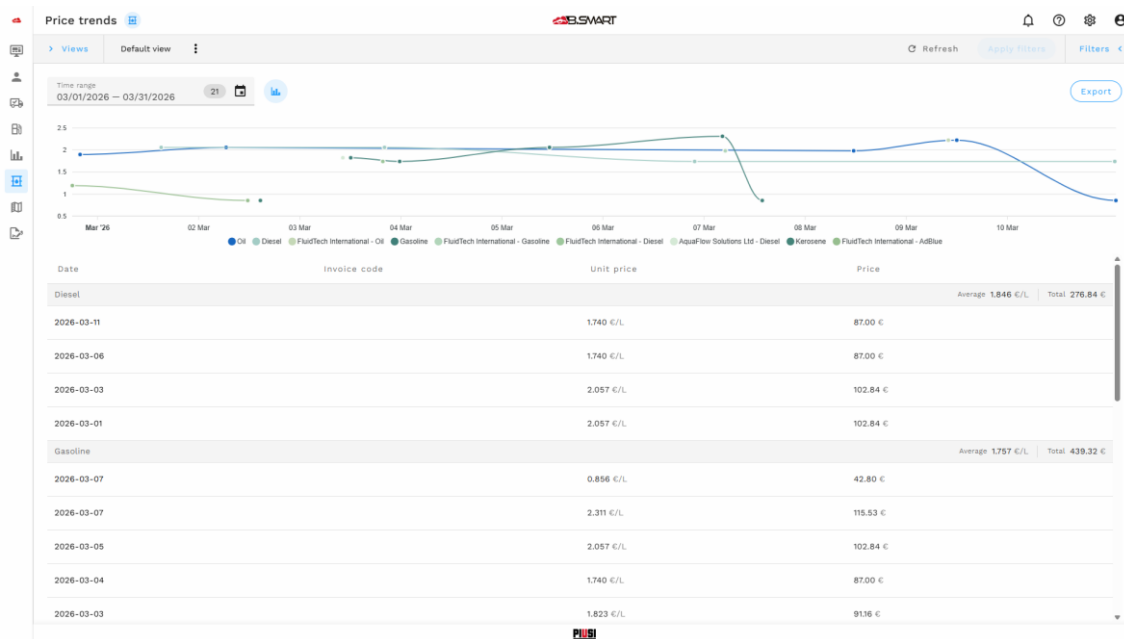 Price trends
B.SMART
Views
Default view
Refresh
Apply Filters
Filters
Time range
03/01/2026 — 03/31/2026
21
Export
2.5
2
1.5
1
0.5
Mar '26
02 Mar
03 Mar
04 Mar
05 Mar
06 Mar
07 Mar
08 Mar
09 Mar
10 Mar
Oil
Diesel
FluidTech International - Oil
Gasoline
FluidTech International - Gasoline
FluidTech International - Diesel
AquaFlow Solutions Ltd - Diesel
Kerosene
FluidTech International - AdBlue
Date Invoice code Unit price Price
Diesel Average 1.846 €/L Total 276.84 €
2026-03-11 1.740 €/L 87.00 €
2026-03-06 1.740 €/L 87.00 €
2026-03-03 2.057 €/L 102.84 €
2026-03-01 2.057 €/L 102.84 €
Gasoline Average 1.757 €/L Total 439.32 €
2026-03-07 0.856 €/L 42.80 €
2026-03-07 2.311 €/L 115.53 €
2026-03-05 2.057 €/L 102.84 €
2026-03-04 1.740 €/L 87.00 €
2026-03-03 1.823 €/L 91.16 €
PIUSI